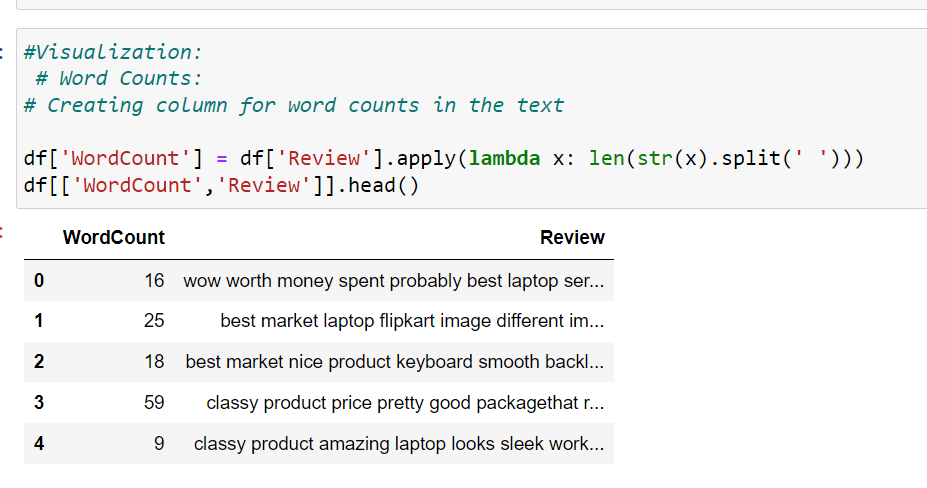 #Visualization:
# Word Counts:
# Creating column for word counts in the text
df['WordCount'] = df['Review'].apply(lambda x: len(str(x).split(' ')))
df[['WordCount','Review']].head()
WordCount Review
0 16 wow worth money spent probably best laptop ser...
1 25 best market laptop flipkart image different im...
2 18 best market nice product keyboard smooth backl...
3 59 classy product price pretty good packagethat r...
4 9 classy product amazing laptop looks sleek work...